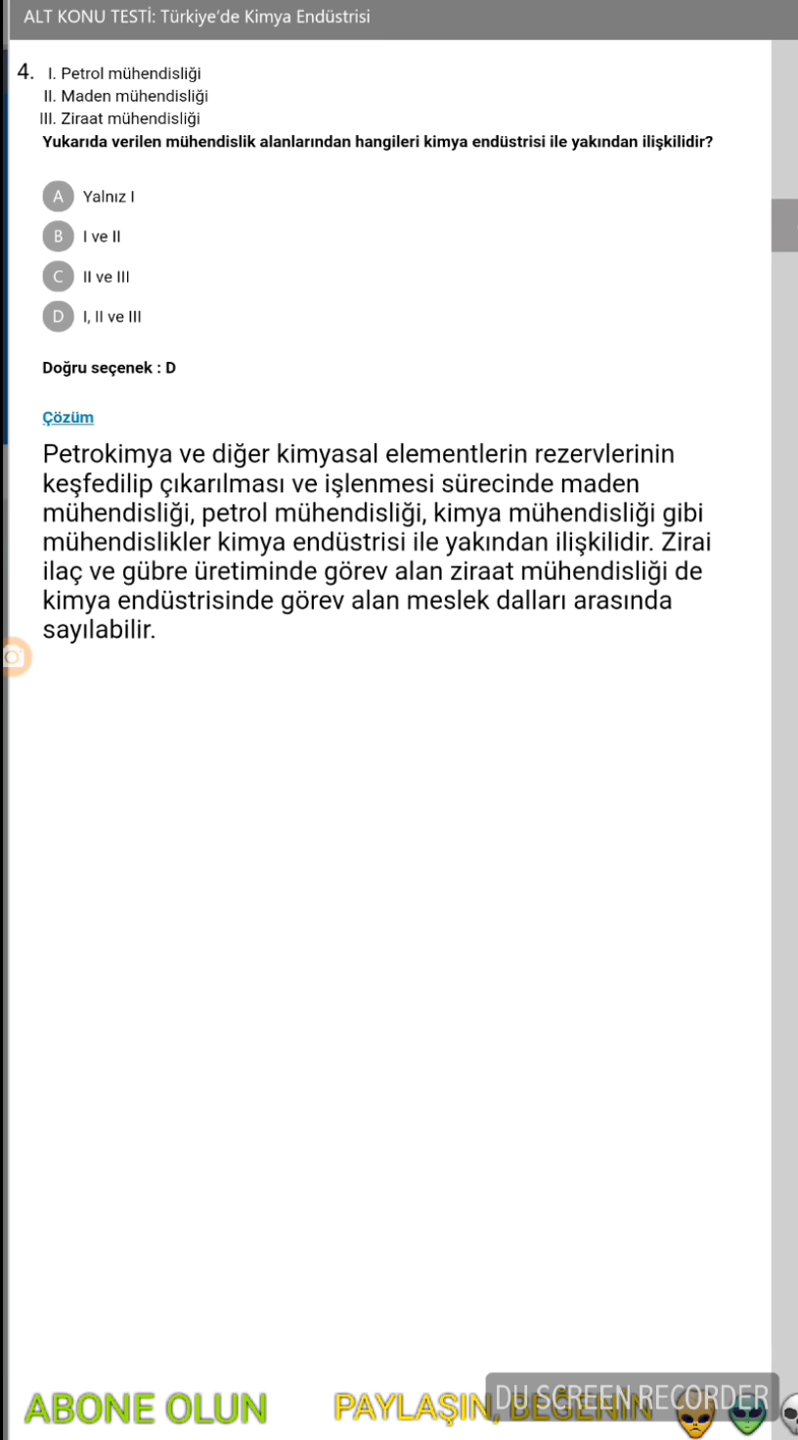 ALT KONU TESTİ: Türkiye'de Kimya Endüstrisi
4. I. Petrol mühendisliği
II. Maden mühendisliği
III. Ziraat mühendisliği
Yukarıda verilen mühendislik alanlarından hangileri kimya endüstrisi ile yakından ilişkilidir?
A Yalnız I
B I ve II
C II ve III
D I, II ve III
Doğru seçenek : D
Çözüm
Petrokimya ve diğer kimyasal elementlerin rezervlerinin
keşfedilip çıkarılması ve işlenmesi sürecinde maden
mühendisliği, petrol mühendisliği, kimya mühendisliği gibi
mühendislikler kimya endüstrisi ile yakından ilişkilidir. Zirai
ilaç ve gübre üretiminde görev alan ziraat mühendisliği de
kimya endüstrisinde görev alan meslek dalları arasında
sayılabilir.
ABONE OLUN PAYLAŞIN, BEĞENİN
DU SCREEN RECORDER